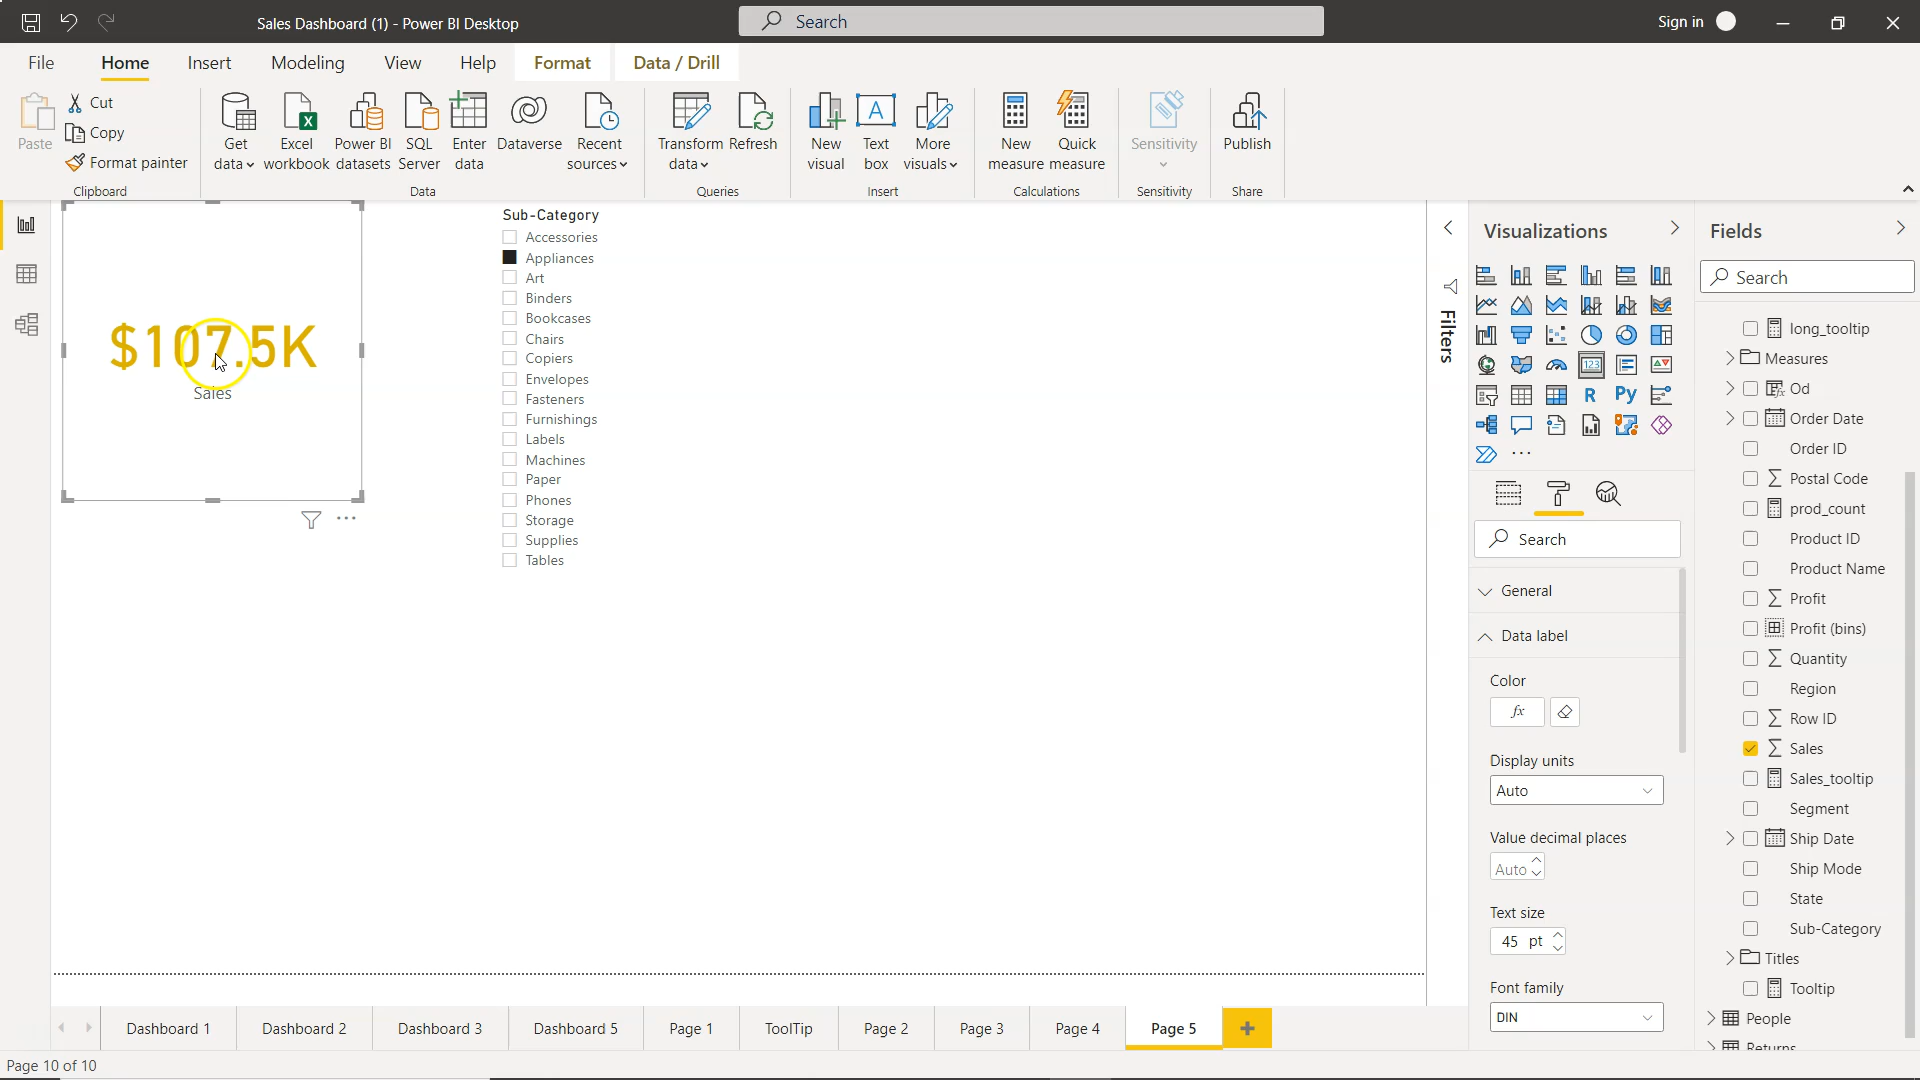 Sales Dashboard (1) - Power BI Desktop
Search
Sign in
File
Home
Insert
Modeling
View
Help
Format
Data / Drill
Paste
Cut
Copy
Format painter
Clipboard
Get
data
Excel
workbook
Power BI
datasets
SQL
Server
Enter
data
Dataverse
Recent
sources
Data
Transform
data
Refresh
Queries
New
visual
Text
box
More
visuals
Insert
New
measure
Quick
measure
Calculations
Sensitivity
Sensitivity
Publish
Share
$107.5K
Sales
Sub-Category
Accessories
Appliances
Art
Binders
Bookcases
Chairs
Copiers
Envelopes
Fasteners
Furnishings
Labels
Machines
Paper
Phones
Storage
Supplies
Tables
Filters
Visualizations
123
R
Py
Search
General
Data label
Color
fx
Display units
Auto
Value decimal places
Auto
Text size
45 pt
Font family
DIN
Fields
Search
long_tooltip
Measures
Od
Order Date
Order ID
Postal Code
prod_count
Product ID
Product Name
Profit
Profit (bins)
Quantity
Region
Row ID
Sales
Sales_tooltip
Segment
Ship Date
Ship Mode
State
Sub-Category
Titles
Tooltip
People
Returns
Dashboard 1
Dashboard 2
Dashboard 3
Dashboard 5
Page 1
ToolTip
Page 2
Page 3
Page 4
Page 5
Page 10 of 10